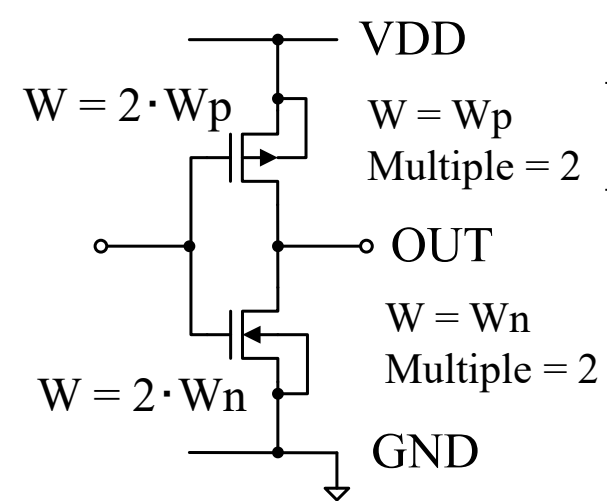 VDD
W = 2·Wp
W = Wp
Multiple = 2
OUT
W = Wn
Multiple = 2
W = 2·Wn
GND